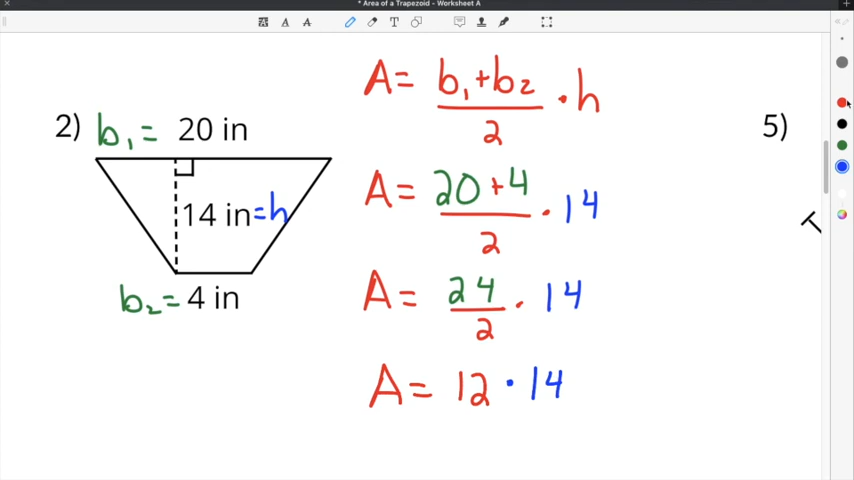 * Area of a Trapezoid - Worksheet A
A A A T
2) b₁ = 20 in
14 in = h
b₂ = 4 in
A = b₁+b₂/2 · h
A = 20+4/2 · 14
A = 24/2 · 14
A = 12 · 14
5)